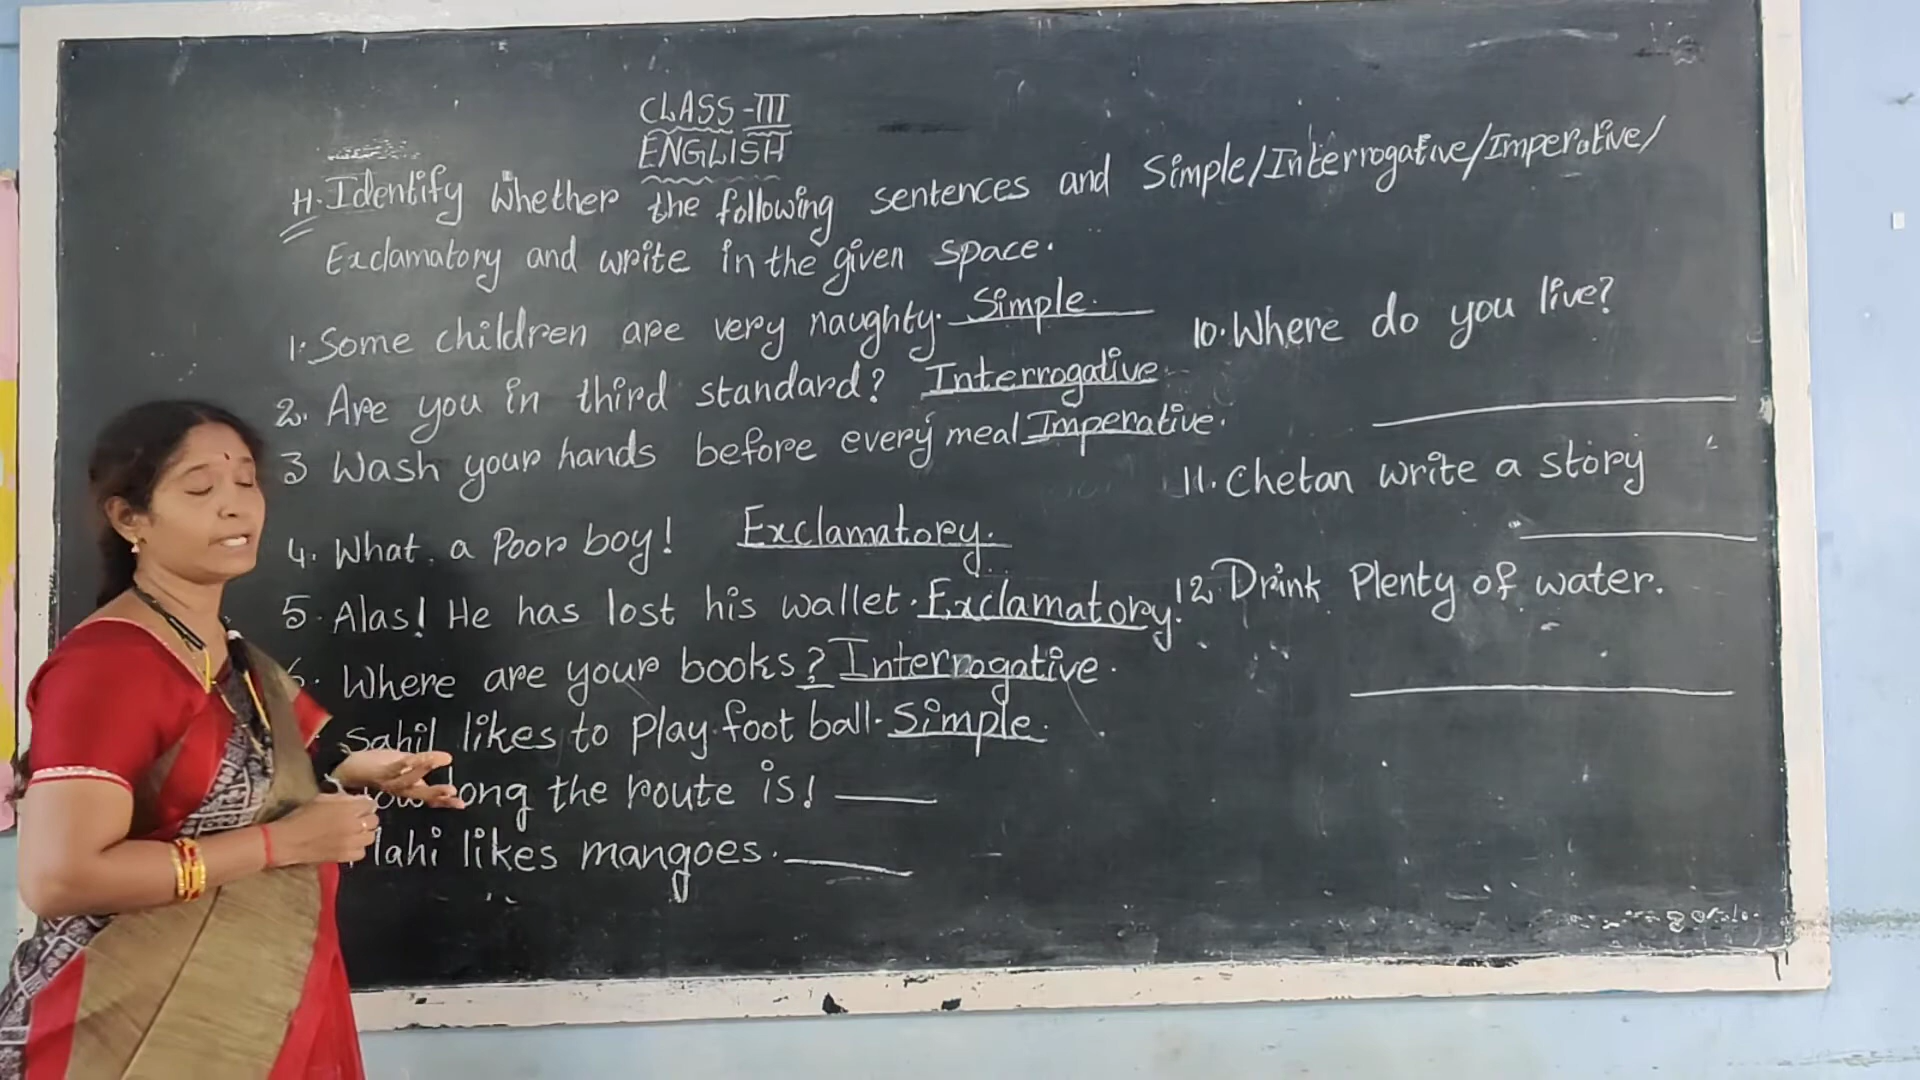 CLASS-III
ENGLISH
H. Identify whether the following sentences and Simple/Interrogative/Imperative/
Exclamatory and write in the given space.
1. Some children are very naughty. Simple.
2. Are you in third standard? Interrogative
3 Wash your hands before every meal Imperative.
4. What a Poor boy! Exclamatory.
5. Alas! He has lost his wallet. Exclamatory.
Where are your books? Interrogative.
Sahil likes to Play foot ball. Simple.
the route is!
likes mangoes.
10. Where do you live?
11. Chetan write a story
12 Drink Plenty of water.